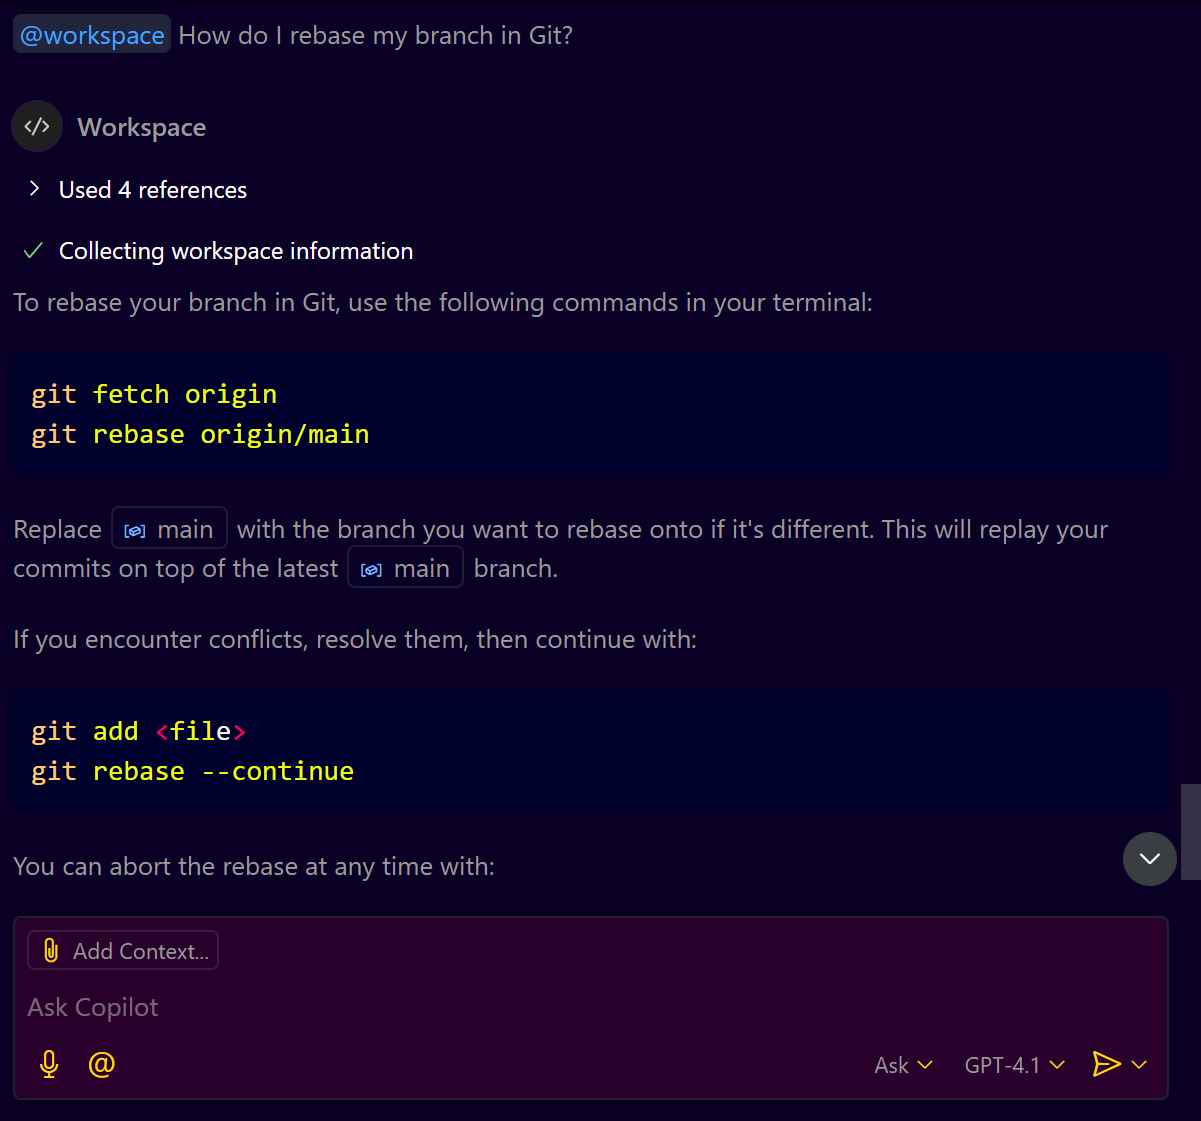 @workspace How do I rebase my branch in Git?
Workspace
Used 4 references
Collecting workspace information
To rebase your branch in Git, use the following commands in your terminal:
git fetch origin
git rebase origin/main
Replace main with the branch you want to rebase onto if it's different. This will replay your
commits on top of the latest main branch.
If you encounter conflicts, resolve them, then continue with:
git add <file>
git rebase --continue
You can abort the rebase at any time with:
Add Context...
Ask Copilot
@ Ask GPT-4.1